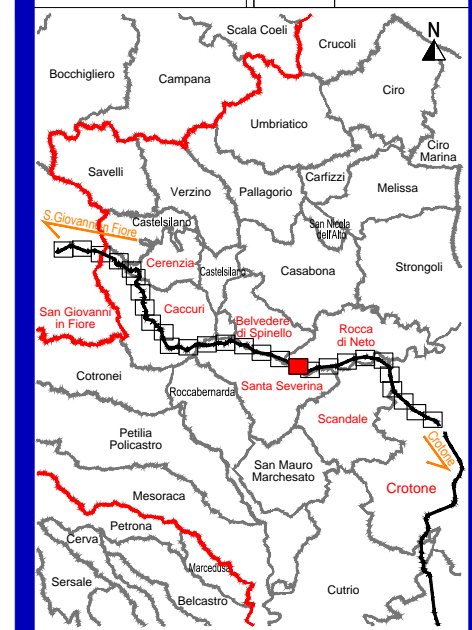 Scala Coeli
Crucoli
N
Bocchigliero
Campana
Ciro
Umbriatico
Ciro
Marina
Savelli
Carfizzi
Verzino
Pallagorio
Melissa
S.Giovanni in Fiore
Castelsilano
San Nicola
dell'Alto
Cerenzia
Castelsilano
Casabona
Strongoli
San Giovanni
in Fiore
Caccuri
Belvedere
di Spinello
Rocca
di Neto
Cotronei
Roccabernarda
Santa Severina
Scandale
Petilia
Policastro
Crotone
San Mauro
Marchesato
Crotone
Mesoraca
Petrona
Cerva
Marcedusa
Sersale
Belcastro
Cutrio